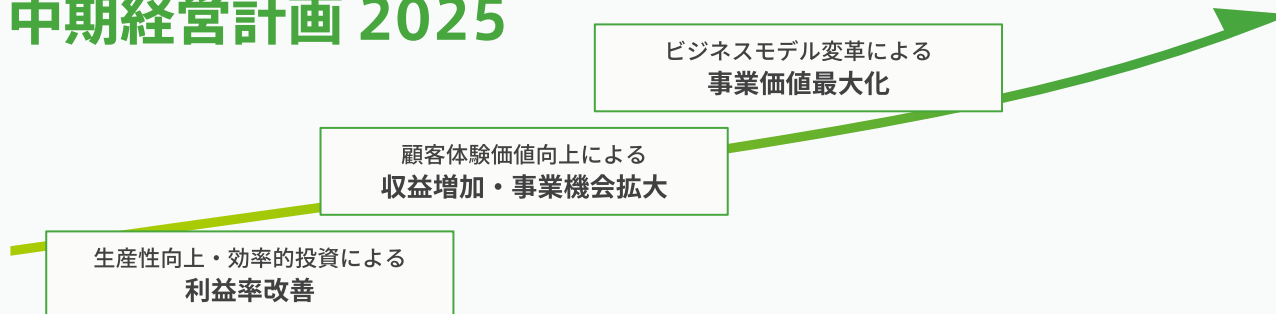 中期経営計画 2025
ビジネスモデル変革による
事業価値最大化
顧客体験価値向上による
収益増加・事業機会拡大
生産性向上・効率的投資による
利益率改善